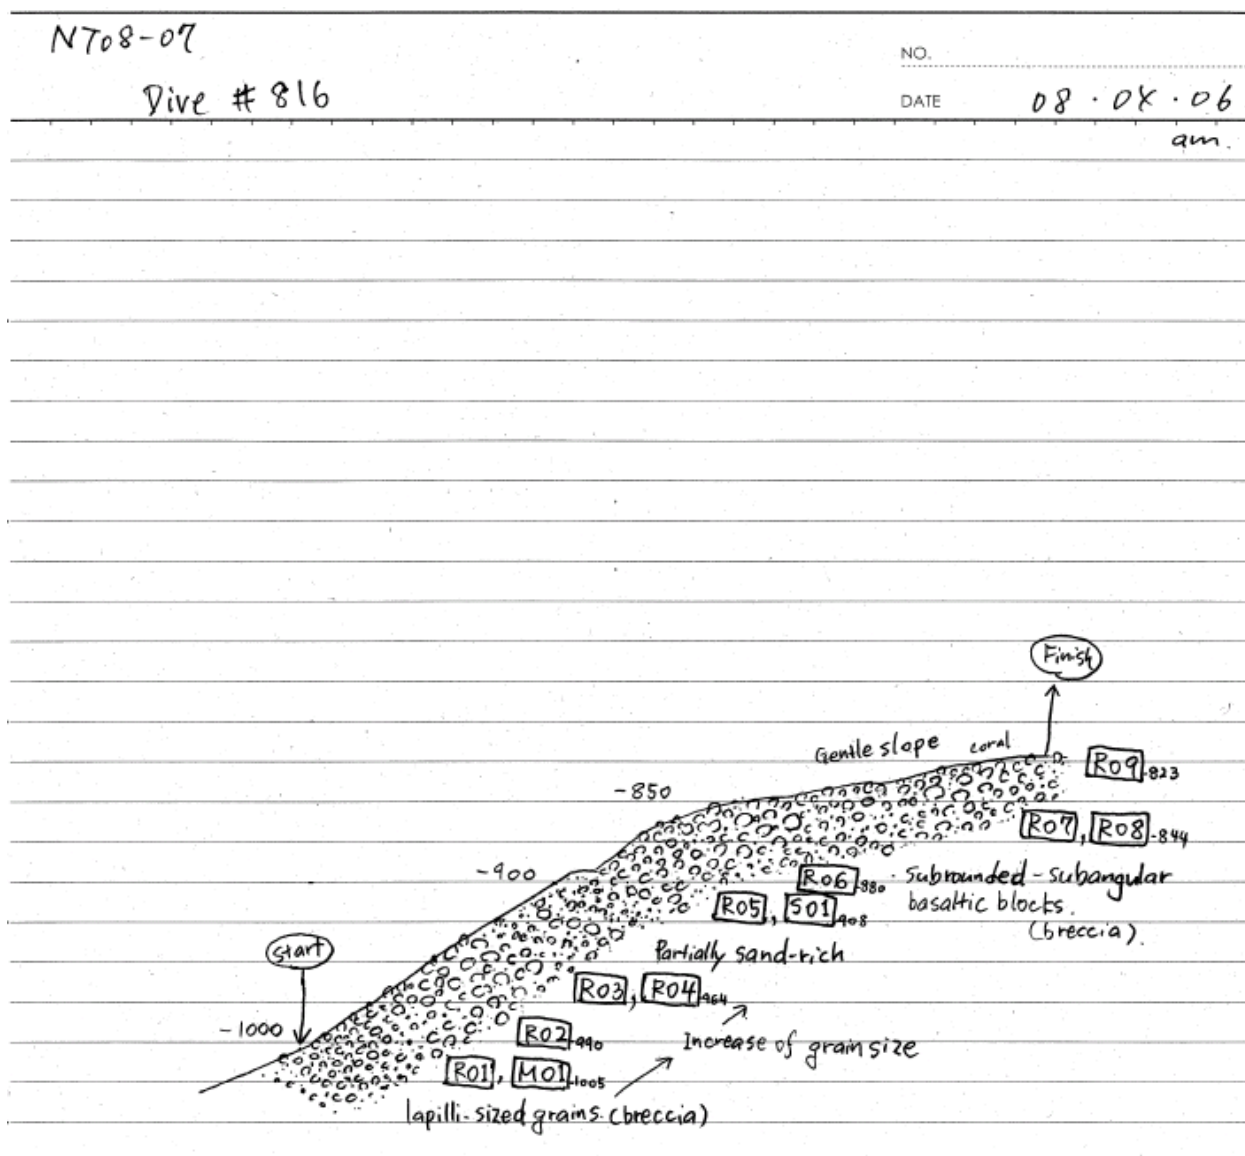 NT08-07
NO.
Dive # 816
DATE 08・04・06
am.
Finish
Gentle slope coral
R09 -823
-850
R07, R08 -844
-900
R06 -880
・subrounded-subangular
basaltic blocks.
(breccia).
R05, S01 -908
start
Partially sand-rich
R03, R04 -964
-1000
R02 -990
Increase of grain size
R01, M01 -1005
lapilli-sized grains (breccia)